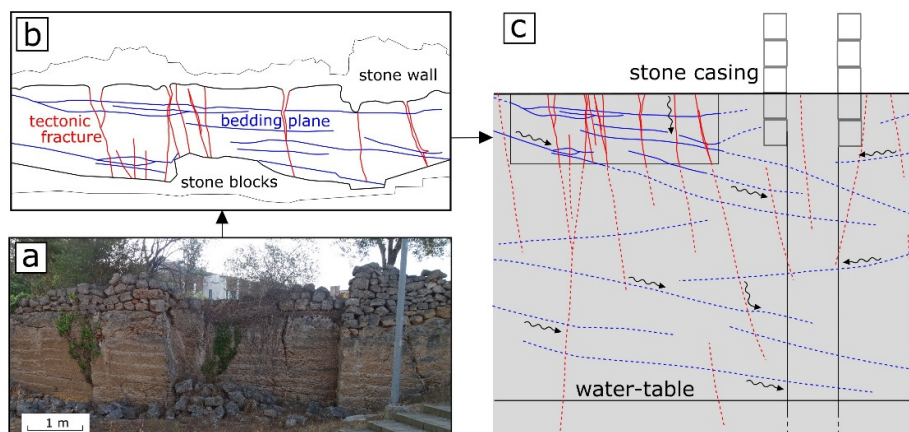 b
stone wall
tectonic
fracture
bedding plane
stone blocks
a
1 m
c
stone casing
water-table